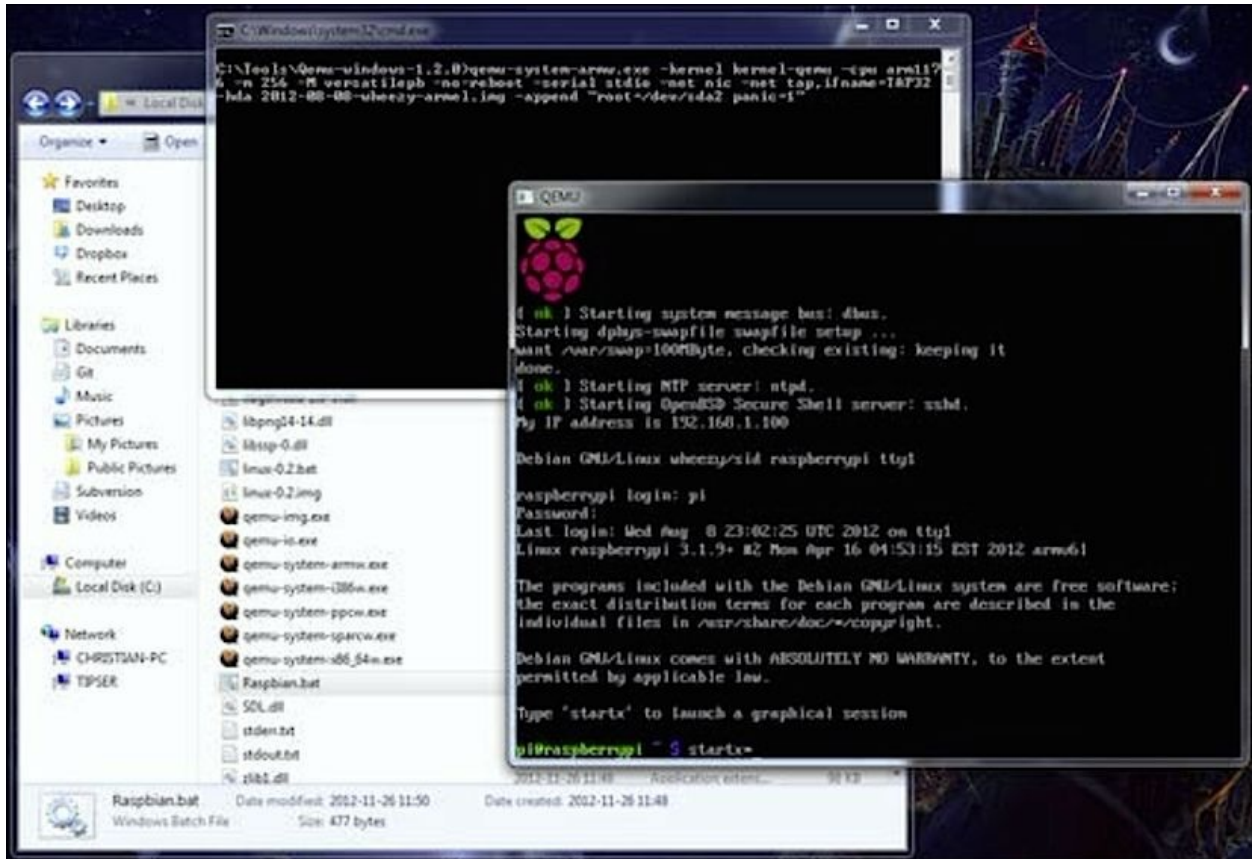 C:\Windows\system32\cmd.exe
C:\Tools\Qemu-windows-1.2.0>qemu-system-armw.exe -kernel kernel-qemu -cpu arm117
6 -m 256 -M versatilepb -no-reboot -serial stdio -net nic -net tap,ifname=TAP32
-hda 2012-08-08-wheezy-armel.img -append "root=/dev/sda2 panic=1"
Local Disk
Organize
Open
Favorites
Desktop
Downloads
Dropbox
Recent Places
Libraries
Documents
Git
Music
Pictures
My Pictures
Public Pictures
Subversion
Videos
Computer
Local Disk (C:)
Network
CHRISTIAN-PC
TIPSER
libpng14-14.dll
libssp-0.dll
linux-0.2.bat
linux-0.2.img
qemu-img.exe
qemu-io.exe
qemu-system-armw.exe
qemu-system-i386w.exe
qemu-system-ppcw.exe
qemu-system-sparcw.exe
qemu-system-x86_64w.exe
Raspbian.bat
SDL.dll
stderr.txt
stdout.txt
zlib1.dll
2012-11-26 11:48 Application extens... 98 KB
QEMU
[ ok ] Starting system message bus: dbus.
Starting dphys-swapfile swapfile setup ...
want /var/swap=100MByte, checking existing: keeping it
done.
[ ok ] Starting NTP server: ntpd.
[ ok ] Starting OpenBSD Secure Shell server: sshd.
My IP address is 192.168.1.100
Debian GNU/Linux wheezy/sid raspberrypi tty1
raspberrypi login: pi
Password:
Last login: Wed Aug 8 23:02:25 UTC 2012 on tty1
Linux raspberrypi 3.1.9+ #2 Mon Apr 16 04:53:15 EST 2012 armv6l
The programs included with the Debian GNU/Linux system are free software;
the exact distribution terms for each program are described in the
individual files in /usr/share/doc/*/copyright.
Debian GNU/Linux comes with ABSOLUTELY NO WARRANTY, to the extent
permitted by applicable law.
Type 'startx' to launch a graphical session
pi@raspberrypi ~ $ startx
Raspbian.bat Date modified: 2012-11-26 11:50 Date created: 2012-11-26 11:48
Windows Batch File Size: 477 bytes